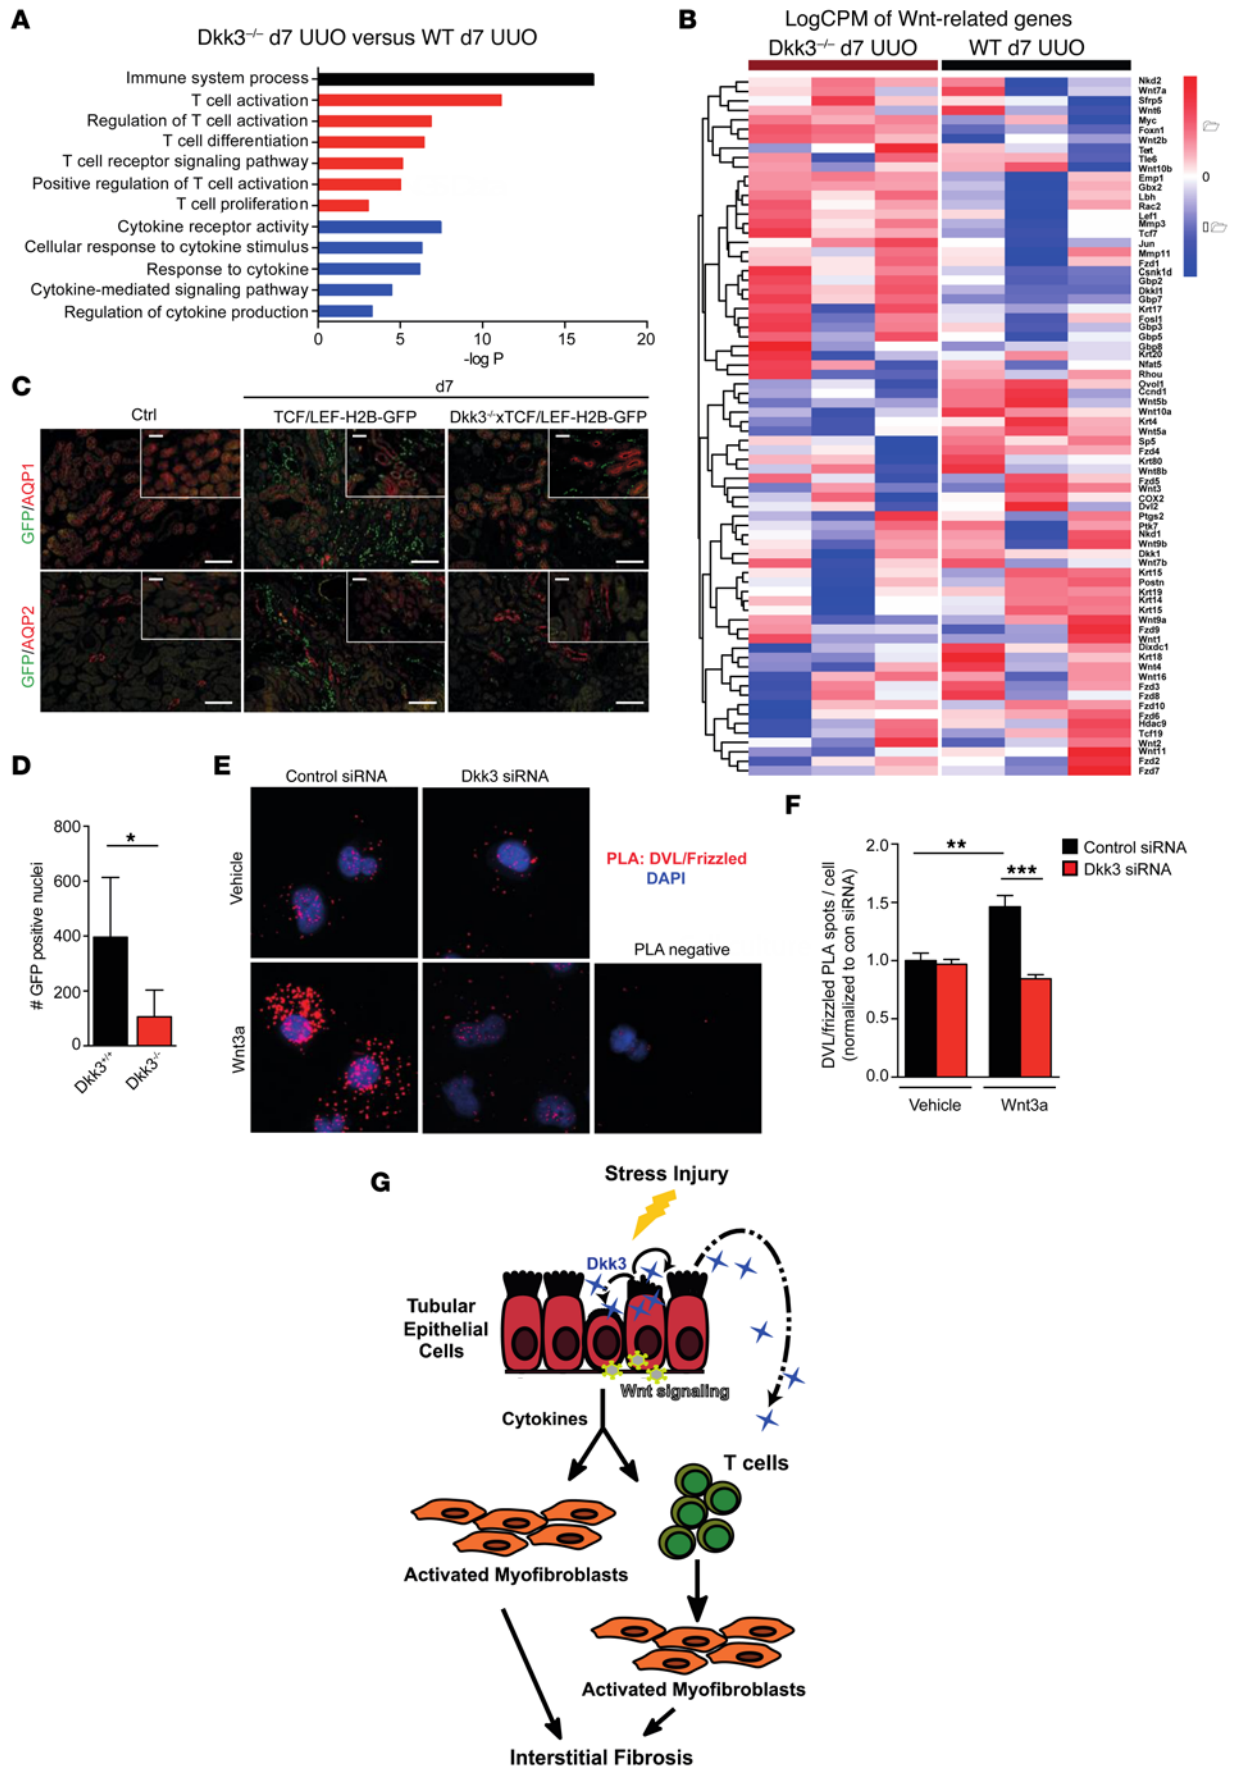 A
Dkk3–/– d7 UUO versus WT d7 UUO
Immune system process
T cell activation
Regulation of T cell activation
T cell differentiation
T cell receptor signaling pathway
Positive regulation of T cell activation
T cell proliferation
Cytokine receptor activity
Cellular response to cytokine stimulus
Response to cytokine
Cytokine-mediated signaling pathway
Regulation of cytokine production
0 5 10 15 20
-log P
B
LogCPM of Wnt-related genes
Dkk3–/– d7 UUO WT d7 UUO
Nkd2
Wnt7a
Sfrp5
Wnt6
Myc
Foxn1
Wnt2b
Tert
Tle6
Wnt10b
Emp1
Gbx2
Lbh
Rac2
Lef1
Mmp3
Tcf7
Jun
Mmp11
Fzd1
Csnk1d
Gbp2
Dkkl1
Gbp7
Krt17
Fosl1
Gbp3
Gbp5
Gbp8
Krt20
Nfat5
Rhou
Ovol1
Ccnd1
Wnt5b
Wnt10a
Krt4
Wnt5a
Sp5
Fzd4
Krt80
Wnt8b
Fzd5
Wnt3
COX2
Dvl2
Ptgs2
Ptk7
Nkd1
Wnt9b
Dkk1
Wnt7b
Krt15
Postn
Krt19
Krt14
Krt15
Wnt9a
Fzd9
Wnt1
Dixdc1
Krt18
Wnt4
Wnt16
Fzd3
Fzd8
Fzd10
Fzd6
Hdac9
Tcf19
Wnt2
Wnt11
Fzd2
Fzd7
0
C
d7
Ctrl
TCF/LEF-H2B-GFP
Dkk3-/-xTCF/LEF-H2B-GFP
GFP/AQP1
GFP/AQP2
D
# GFP positive nuclei
800
600
400
200
0
*
Dkk3+/+
Dkk3-/-
E
Control siRNA
Dkk3 siRNA
Vehicle
Wnt3a
PLA: DVL/Frizzled
DAPI
PLA negative
F
DVL/frizzled PLA spots / cell
(normalized to con siRNA)
2.0
1.5
1.0
0.5
0.0
**
***
Control siRNA
Dkk3 siRNA
Vehicle
Wnt3a
G
Stress Injury
Dkk3
Tubular
Epithelial
Cells
Wnt signaling
Cytokines
T cells
Activated Myofibroblasts
Activated Myofibroblasts
Interstitial Fibrosis